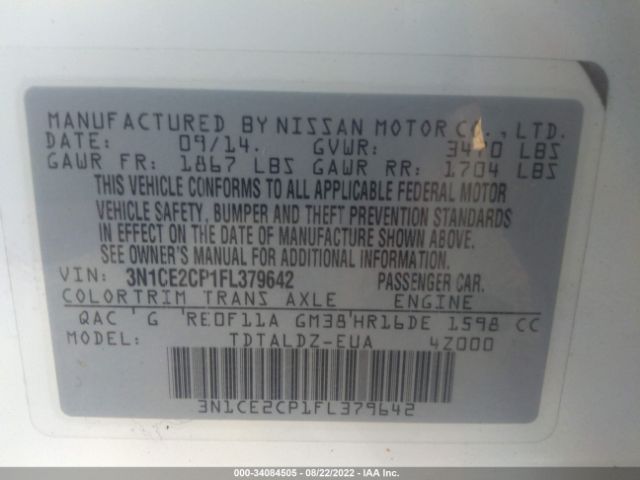 MANUFACTURED BY NISSAN MOTOR CO., LTD.
DATE: 09/14. GVWR: 3470 LBS
GAWR FR: 1867 LBS GAWR RR: 1704 LBS
THIS VEHICLE CONFORMS TO ALL APPLICABLE FEDERAL MOTOR
VEHICLE SAFETY, BUMPER AND THEFT PREVENTION STANDARDS
IN EFFECT ON THE DATE OF MANUFACTURE SHOWN ABOVE.
SEE OWNER'S MANUAL FOR ADDITIONAL INFORMATION.
VIN: 3N1CE2CP1FL379642 PASSENGER CAR.
COLOR TRIM TRANS AXLE ENGINE
QAC ' G 'RE0F11A GM38'HR16DE 1598 CC
MODEL: TDTALDZ-EUA 4Z000
3N1CE2CP1FL379642
000-34084505 - 08/22/2022 - IAA Inc.